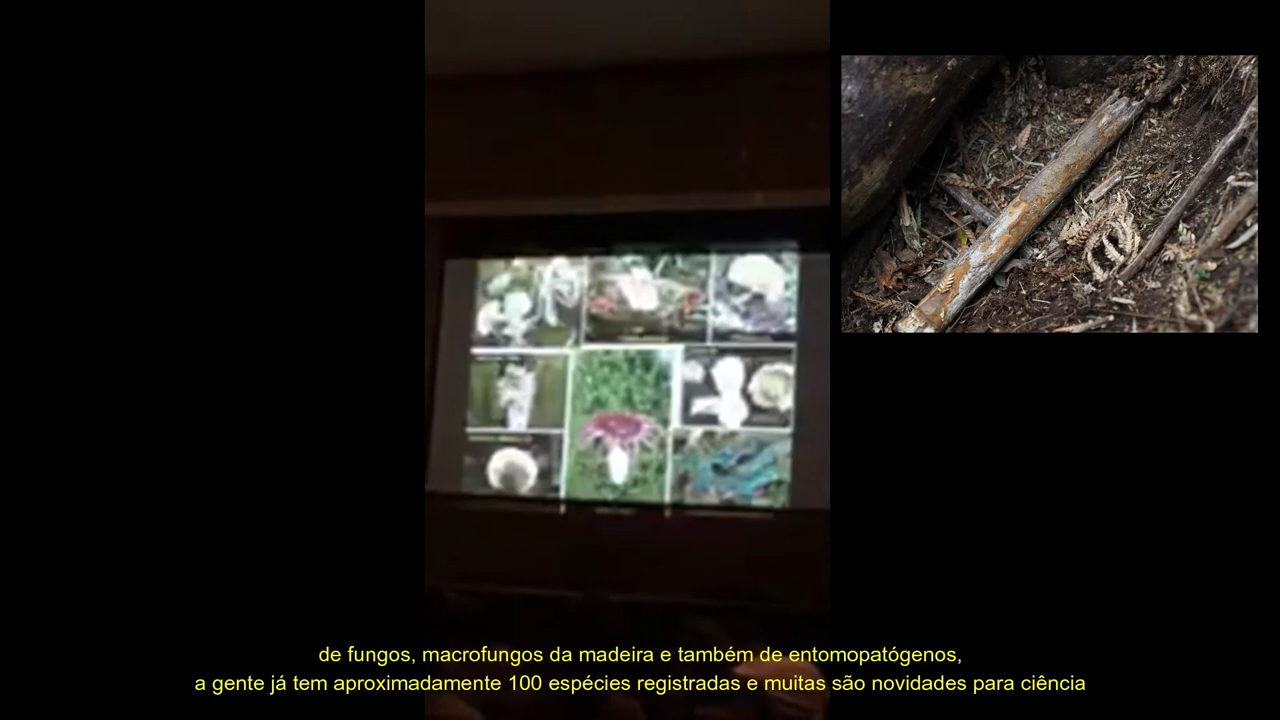 de fungos, macrofungos da madeira e também de entomopatógenos,
a gente já tem aproximadamente 100 espécies registradas e muitas são novidades para ciência